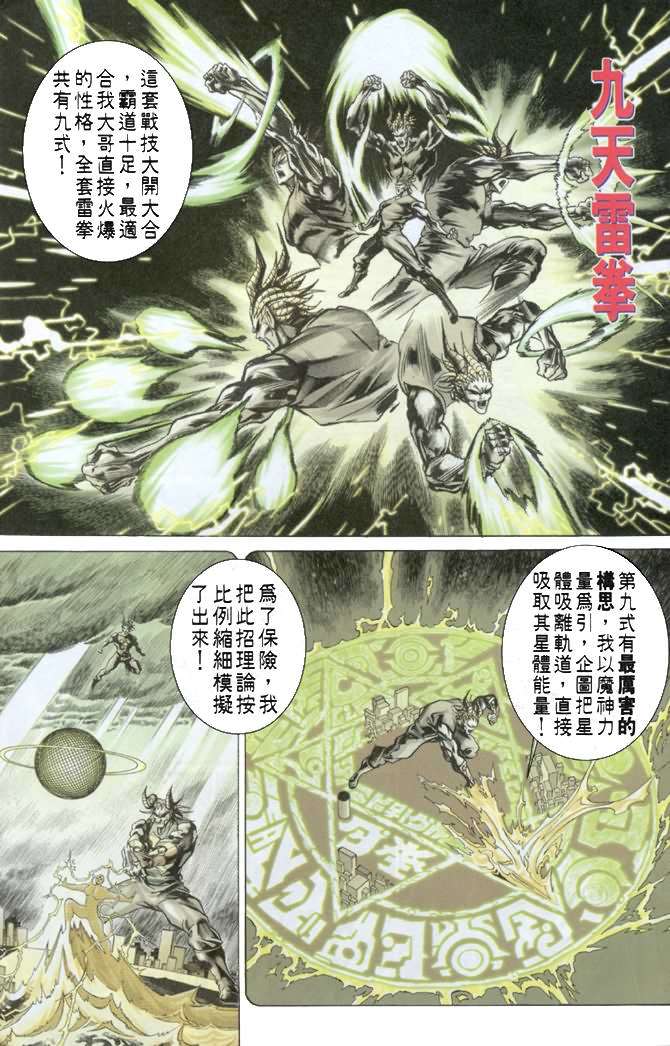 九天雷拳
這套戰技大開大合
，霸道十足，最適
合我大哥直接火爆
的性格，全套雷拳
共有九式！
第九式有最厲害的
構思，我以魔神力
量爲引，企圖把星
體吸離軌道，直接
吸取其星體能量！
爲了保險，我
把此招理論按
比例縮細模擬
了出來！